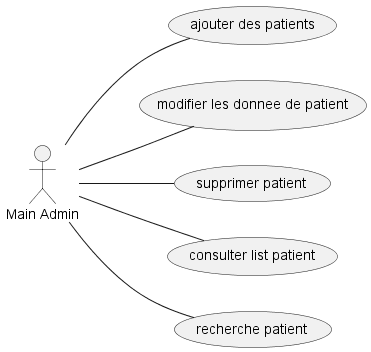 ajouter des patients
modifier les donnee de patient
supprimer patient
Main Admin
consulter list patient
recherche patient